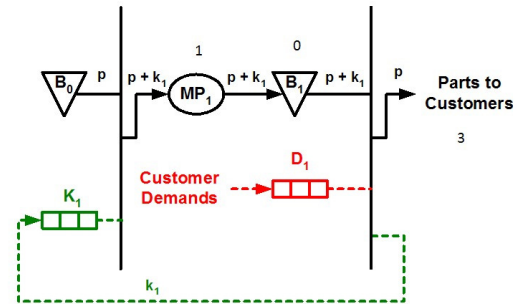 1
0
B0
p
p + k1
MP1
p + k1
B1
p + k1
p
Parts to
Customers
3
Customer
Demands
D1
K1
k1